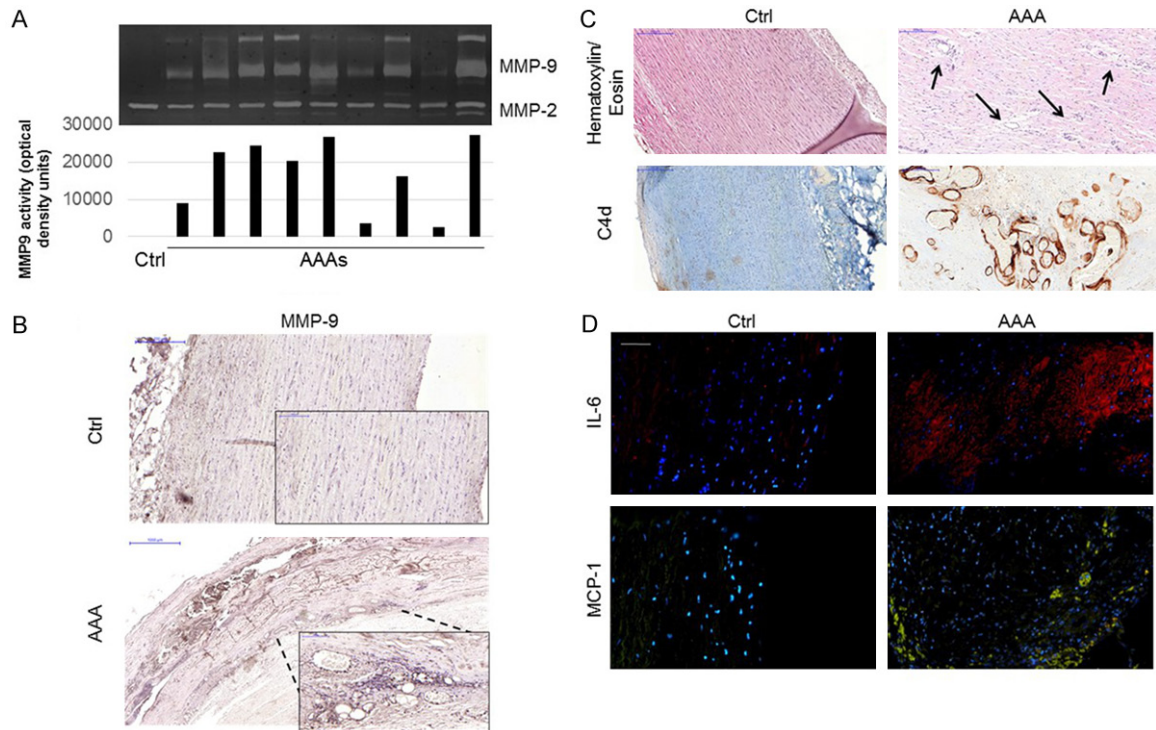 A
MMP-9
MMP-2
MMP9 activity (optical
density units)
30000
20000
10000
0
Ctrl
AAAs
B
MMP-9
Ctrl
AAA
C
Ctrl
AAA
Hematoxylin/
Eosin
C4d
D
Ctrl
AAA
IL-6
MCP-1